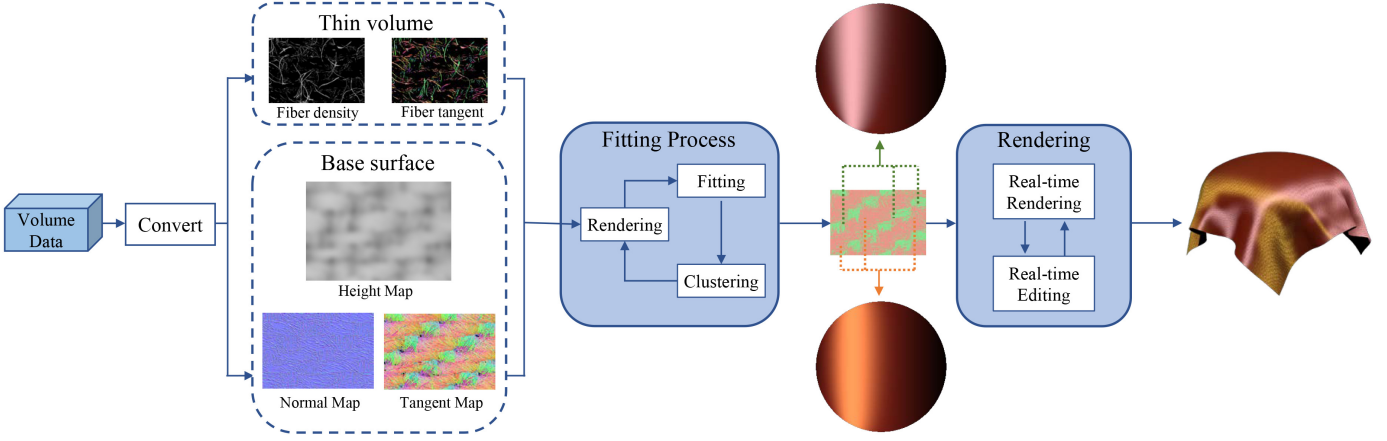 Volume
Data
Convert
Thin volume
Fiber density
Fiber tangent
Base surface
Height Map
Normal Map
Tangent Map
Fitting Process
Fitting
Rendering
Clustering
Rendering
Real-time
Rendering
Real-time
Editing